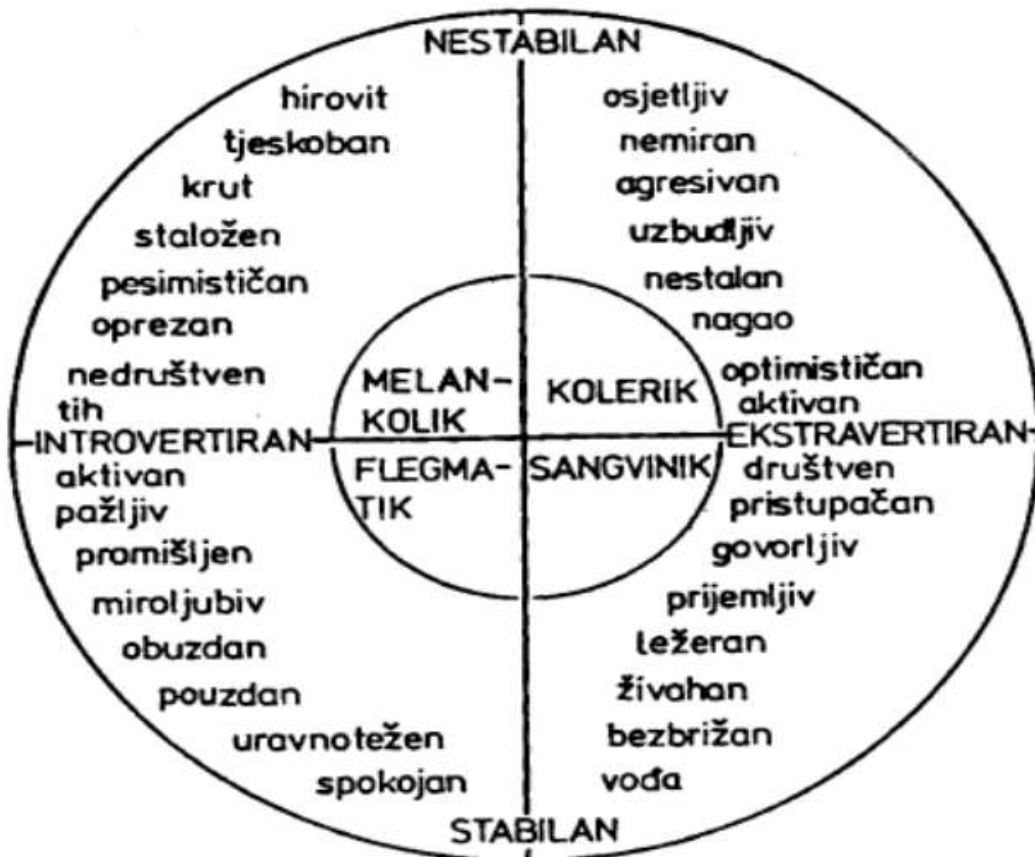 NESTABILAN
hirovit
tjeskoban
krut
staložen
pesimističan
oprezan
nedruštven
tih
osjetljiv
nemiran
agresivan
uzbudljiv
nestalan
nagao
optimističan
aktivan
MELAN-
KOLIK
KOLERIK
INTROVERTIRAN
EKSTRAVERTIRAN
FLEGMA-
TIK
SANGVINIK
aktivan
pažljiv
promišljen
miroljubiv
obuzdan
pouzdan
uravnotežen
spokojan
društven
pristupačan
govorljiv
prijemljiv
ležeran
živahan
bezbrižan
vođa
STABILAN